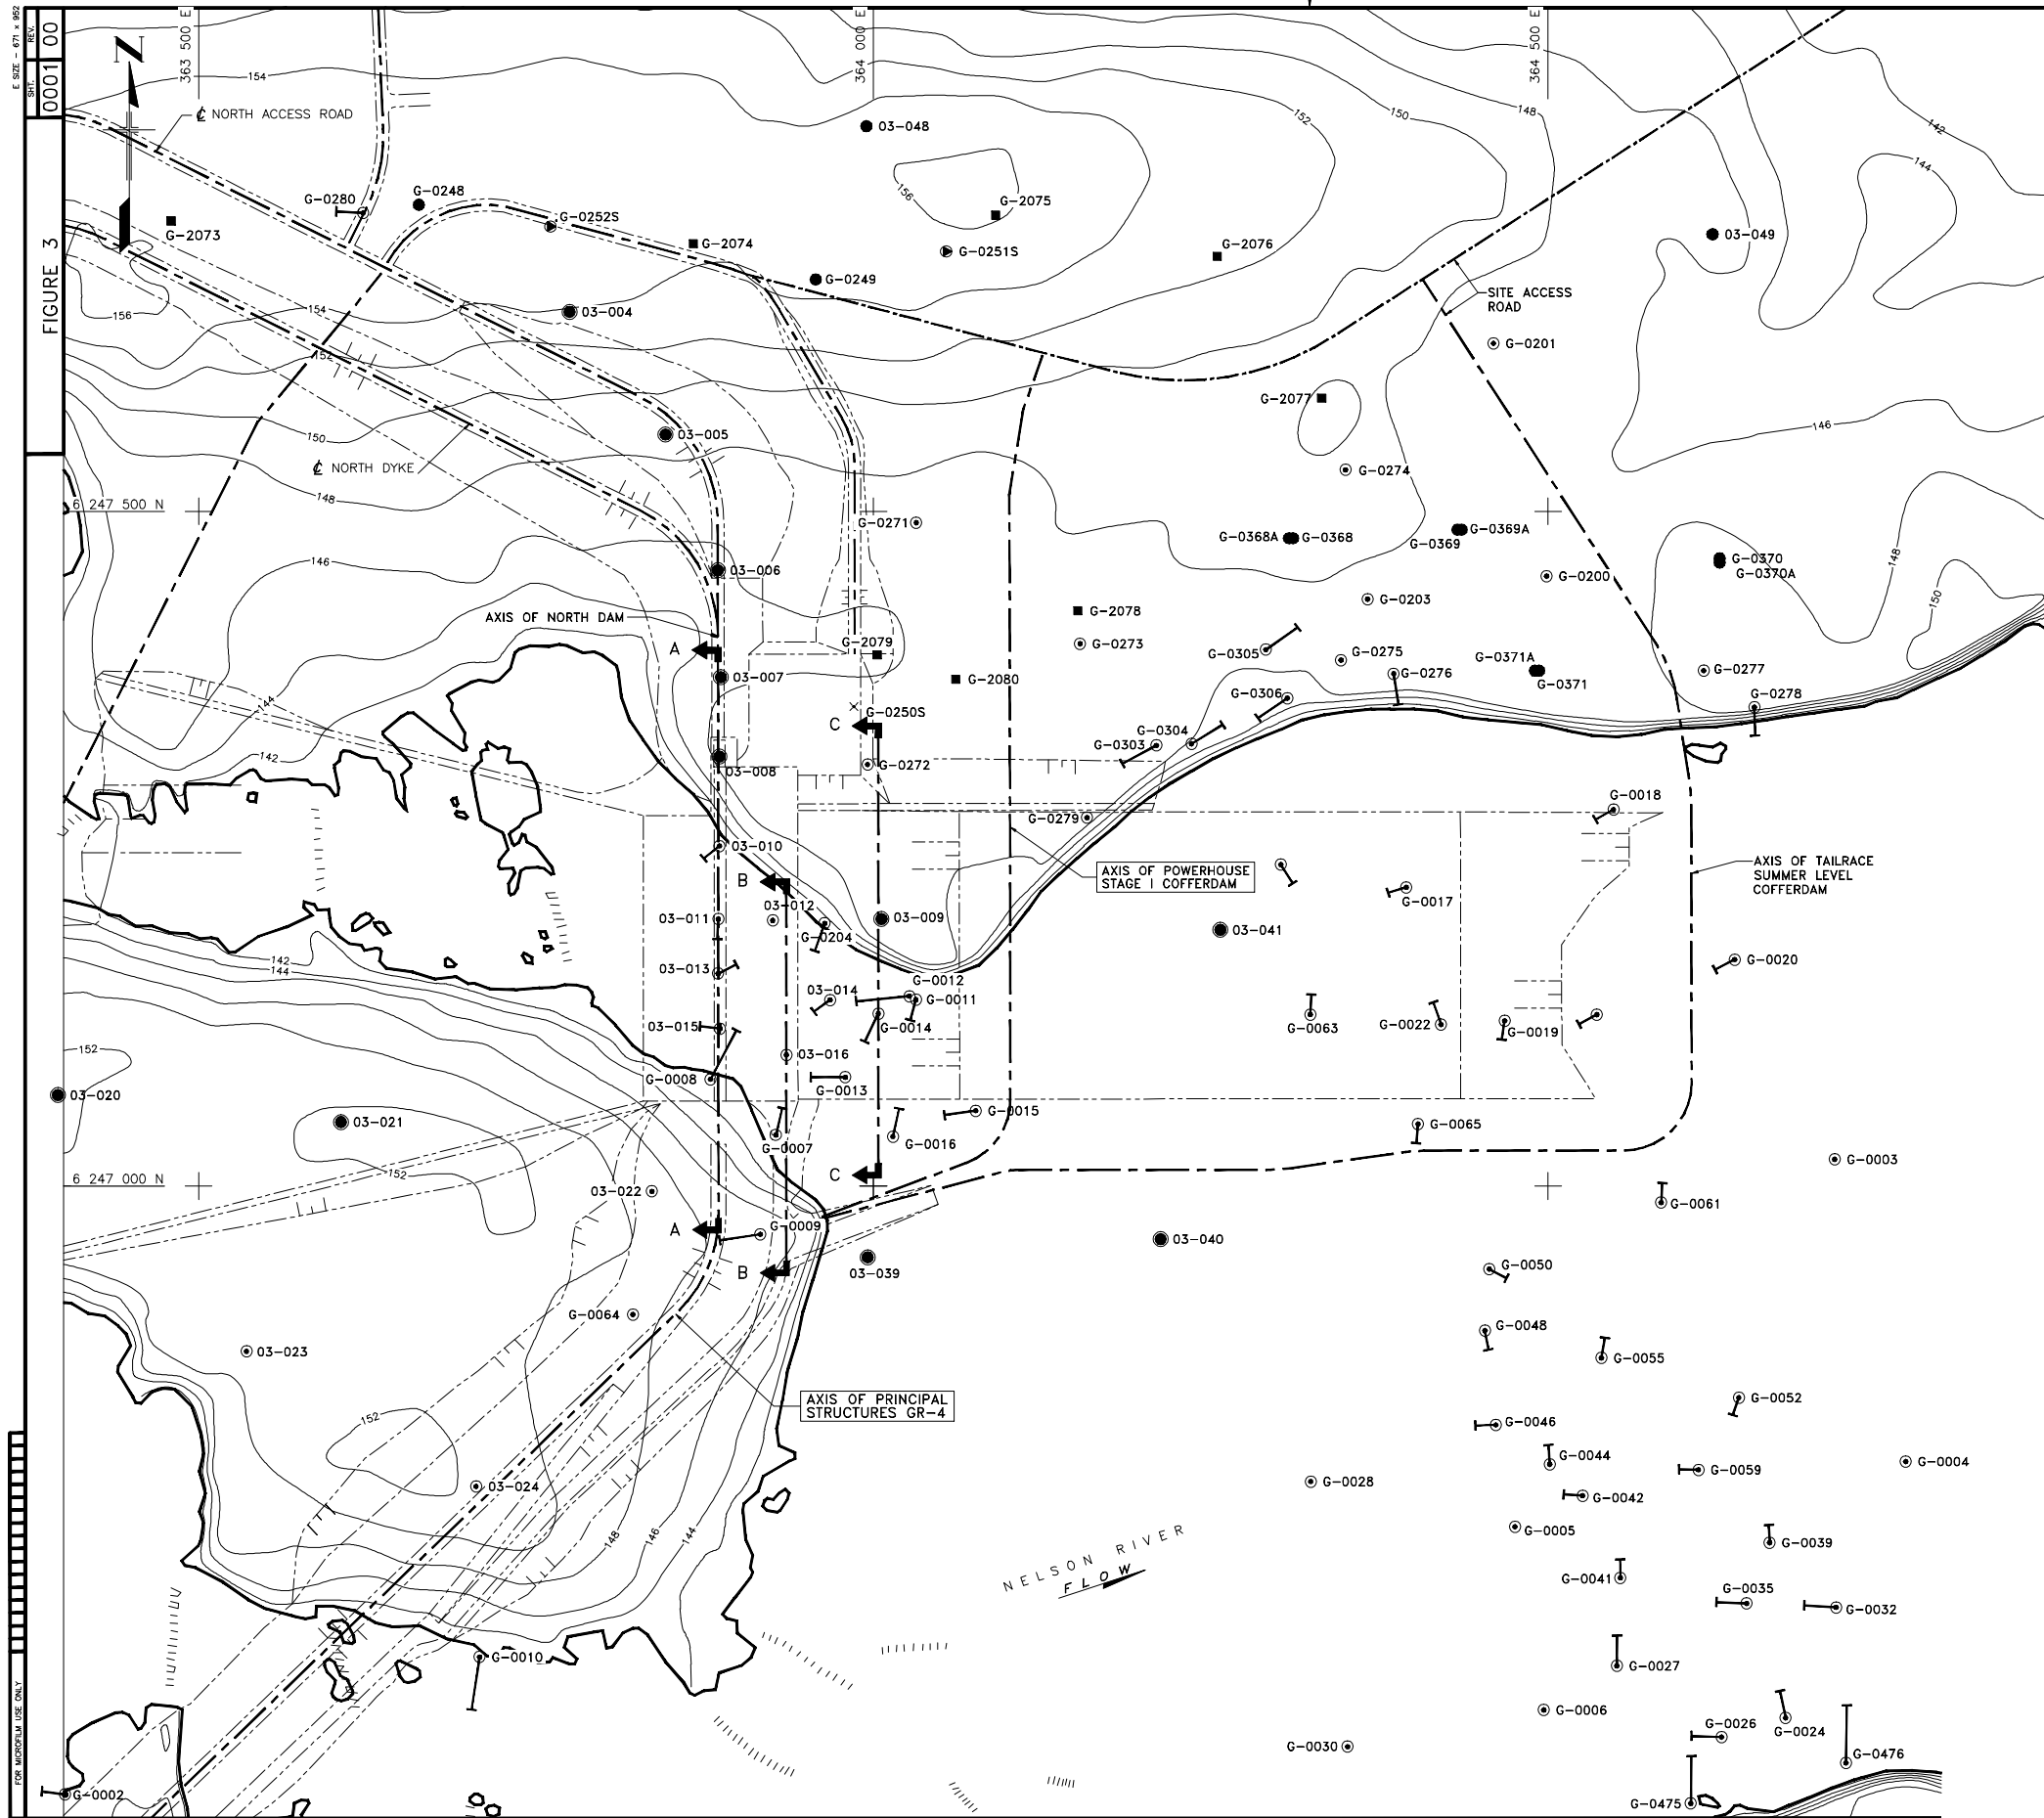 E SIZE - 671 × 952
REV.
00
SHT.
0001
FIGURE 3
FOR MICROFILM USE ONLY
N
363 500 E
364 000 E
364 500 E
154
℄ NORTH ACCESS ROAD
03-048
152
150
148
142
144
G-0280
G-0248
G-0252S
G-2073
G-2074
156
G-2075
G-0251S
G-2076
03-049
G-0249
156
154
03-004
SITE ACCESS
ROAD
G-0201
152
G-2077
150
03-005
146
℄ NORTH DYKE
G-0274
148
6 247 500 N
G-0271
G-0368A
G-0368
G-0369A
G-0369
146
03-006
G-0370
G-0370A
148
G-0200
150
G-0203
G-2078
AXIS OF NORTH DAM
A
G-2079
G-0273
G-0305
G-0275
G-0371A
G-0276
G-0371
G-0277
03-007
G-2080
G-0306
G-0278
144
G-0250S
C
G-0304
G-0303
142
03-008
G-0272
G-0018
G-0279
03-010
AXIS OF POWERHOUSE
STAGE I COFFERDAM
AXIS OF TAILRACE
SUMMER LEVEL
COFFERDAM
B
G-0017
03-012
03-011
03-009
G-0204
03-041
142
144
03-013
G-0020
G-0012
03-014
G-0011
03-015
G-0014
G-0063
G-0022
G-0019
152
03-016
G-0008
G-0013
03-020
G-0015
03-021
G-0007
G-0016
G-0065
152
C
G-0003
6 247 000 N
03-022
G-0061
A
G-0009
03-040
B
03-039
G-0050
G-0064
G-0048
03-023
G-0055
AXIS OF PRINCIPAL
STRUCTURES GR-4
G-0052
152
G-0046
G-0044
G-0059
G-0004
03-024
G-0028
G-0042
G-0005
148
146
144
NELSON RIVER
FLOW
G-0039
G-0041
G-0035
G-0032
G-0010
G-0027
G-0006
G-0026
G-0024
G-0030
G-0476
G-0002
G-0475